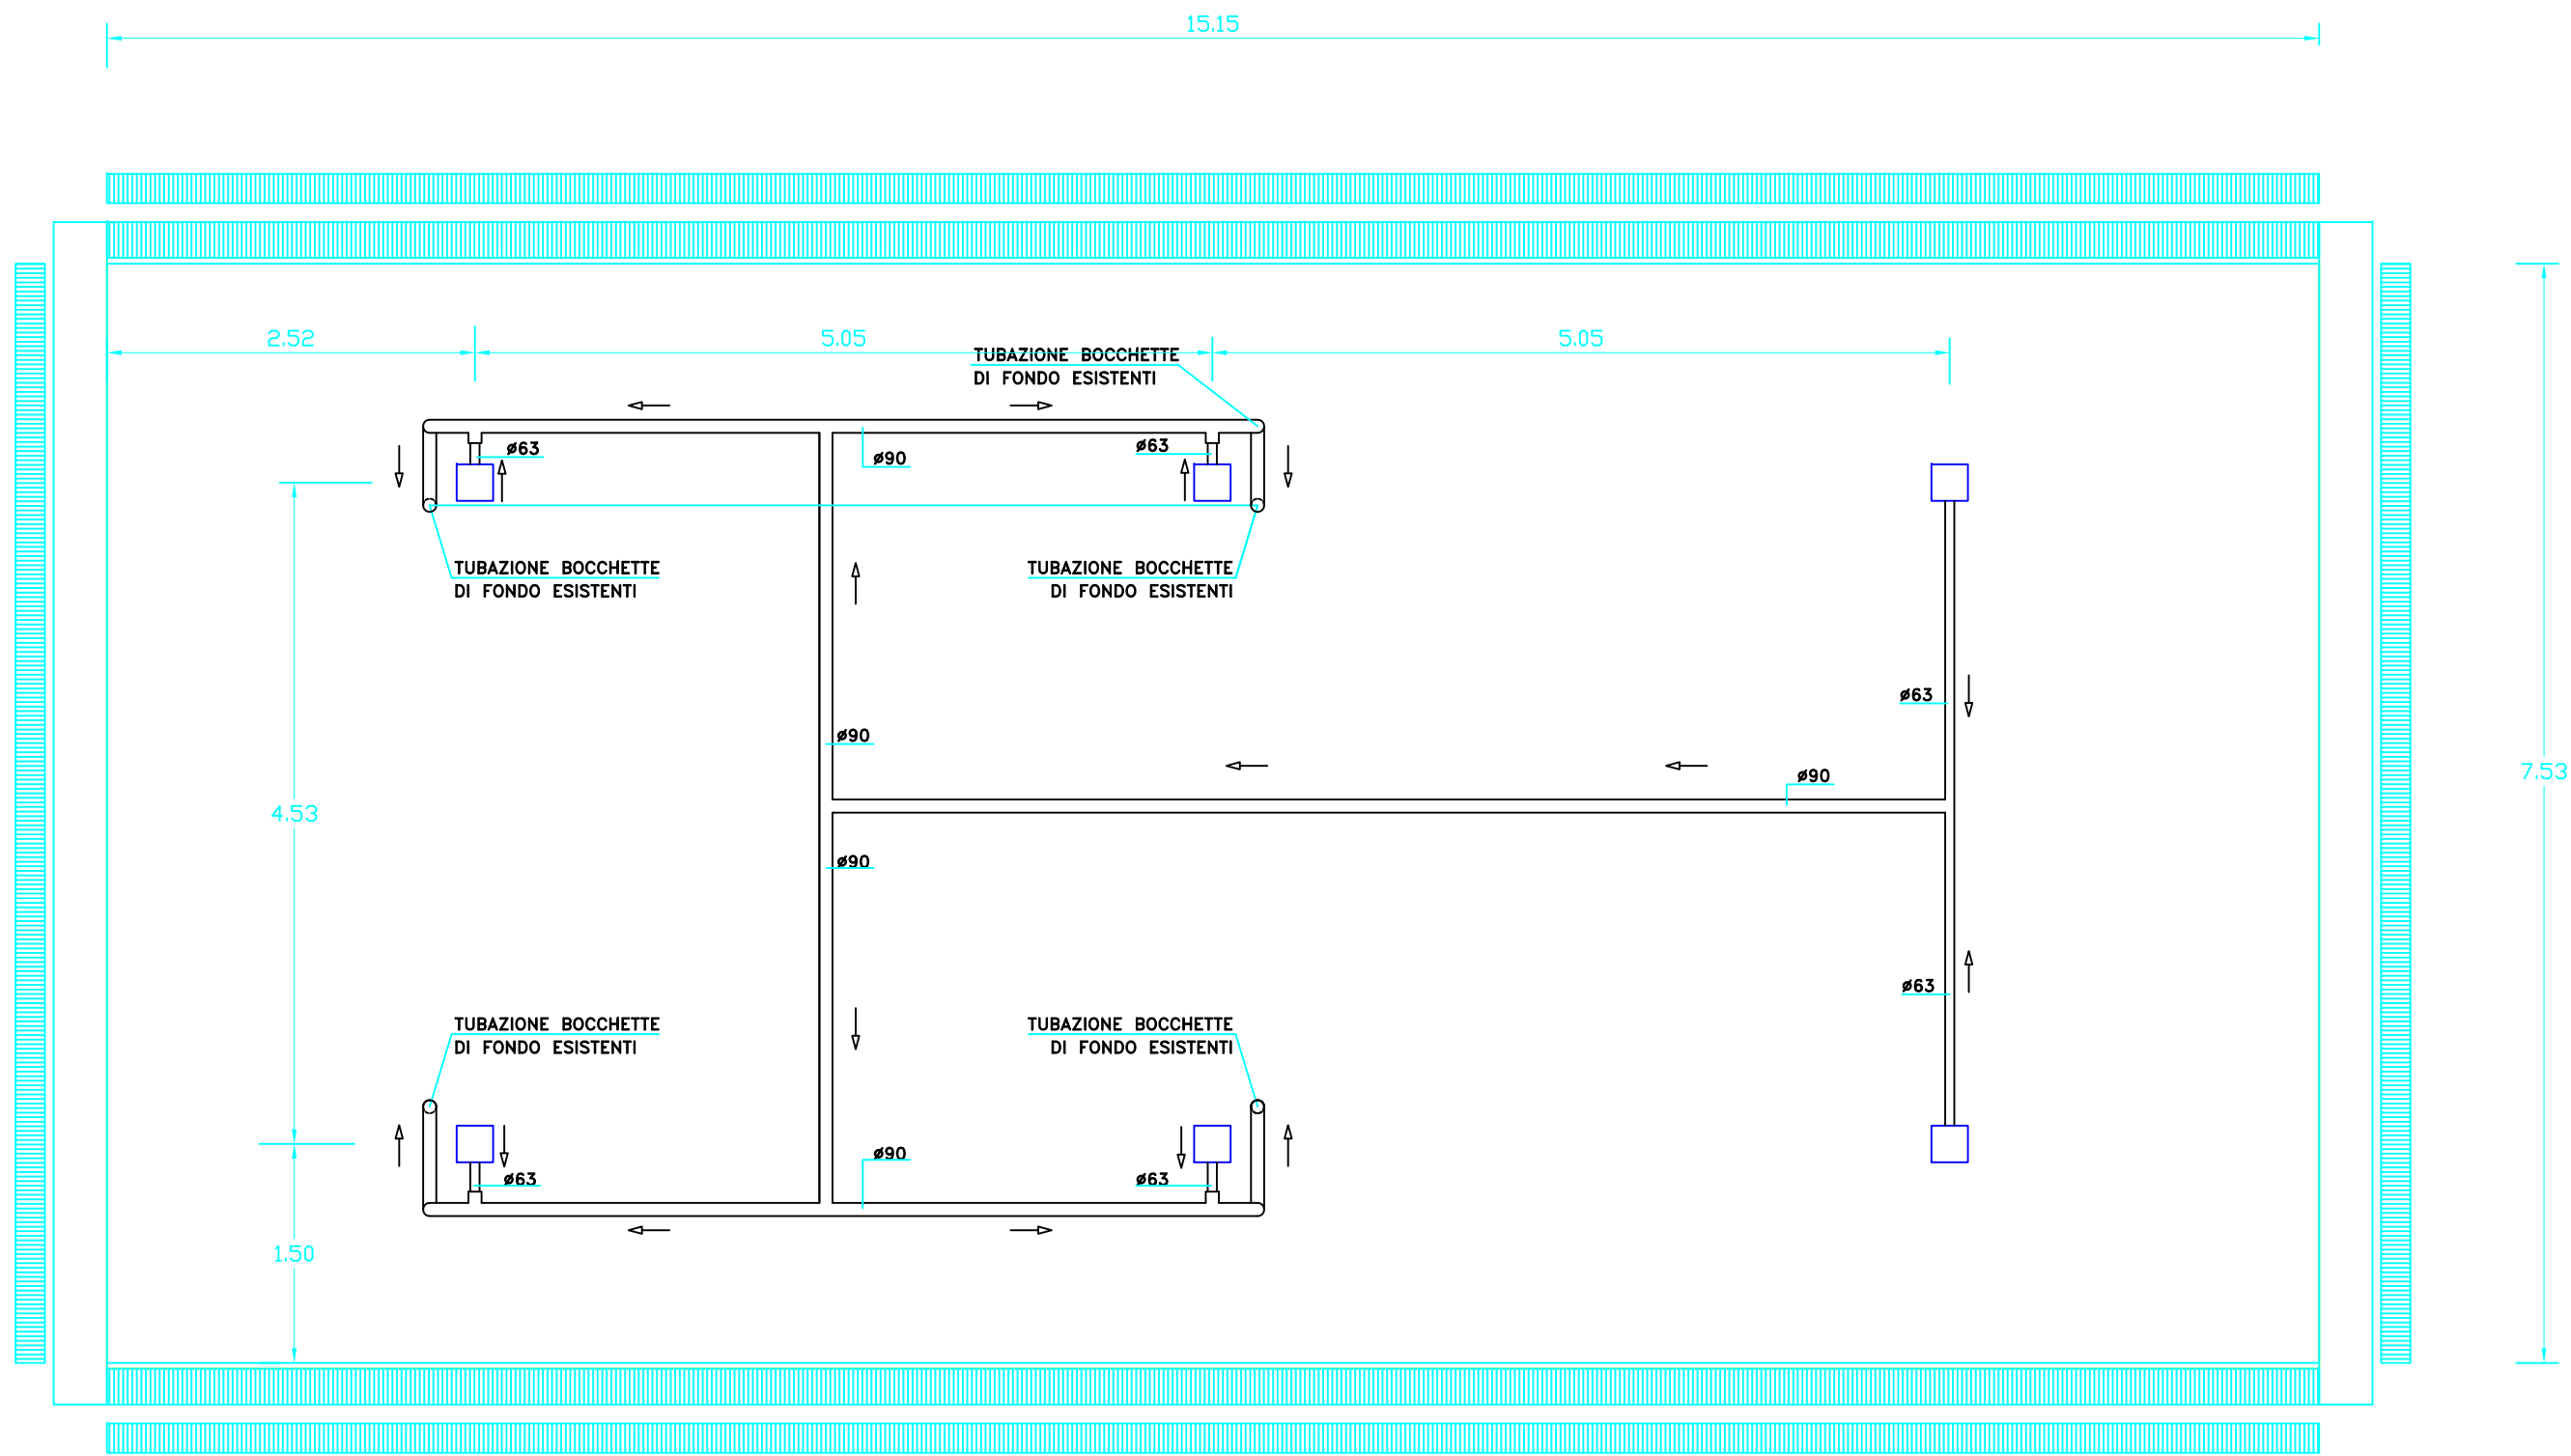 15.15
2.52
5.05
5.05
TUBAZIONE BOCCHETTE
DI FONDO ESISTENTI
ø63
ø90
ø63
7.53
TUBAZIONE BOCCHETTE
DI FONDO ESISTENTI
TUBAZIONE BOCCHETTE
DI FONDO ESISTENTI
ø63
ø90
ø90
4.53
ø90
ø63
TUBAZIONE BOCCHETTE
DI FONDO ESISTENTI
TUBAZIONE BOCCHETTE
DI FONDO ESISTENTI
ø90
ø63
ø63
1.50